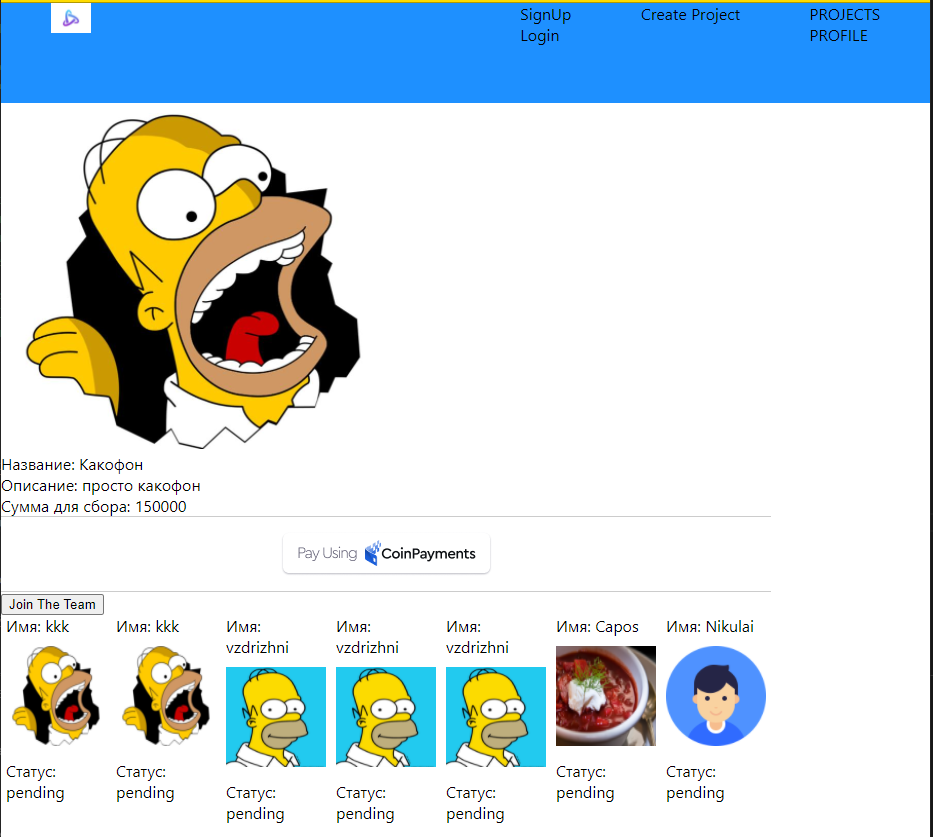 SignUp
Create Project
PROJECTS
Login
PROFILE
Название: Какофон
Описание: просто какофон
Сумма для сбора: 150000
Pay Using CoinPayments
Join The Team
Имя: kkk
Имя: kkk
Имя:
vzdrizhni
Имя:
vzdrizhni
Имя:
vzdrizhni
Имя: Capos
Имя: Nikulai
Статус:
pending
Статус:
pending
Статус:
pending
Статус:
pending
Статус:
pending
Статус:
pending
Статус:
pending